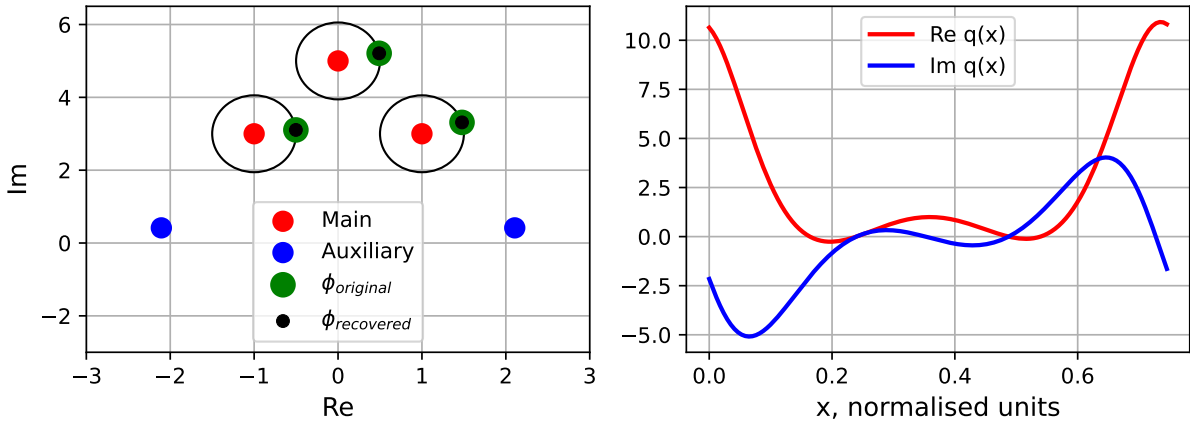 6
4
2
0
−2
−3
−2
−1
0
1
2
3
Im
Re
Main
Auxiliary
ϕoriginal
ϕrecovered
10.0
7.5
5.0
2.5
0.0
−2.5
−5.0
0.0
0.2
0.4
0.6
x, normalised units
Re q(x)
Im q(x)